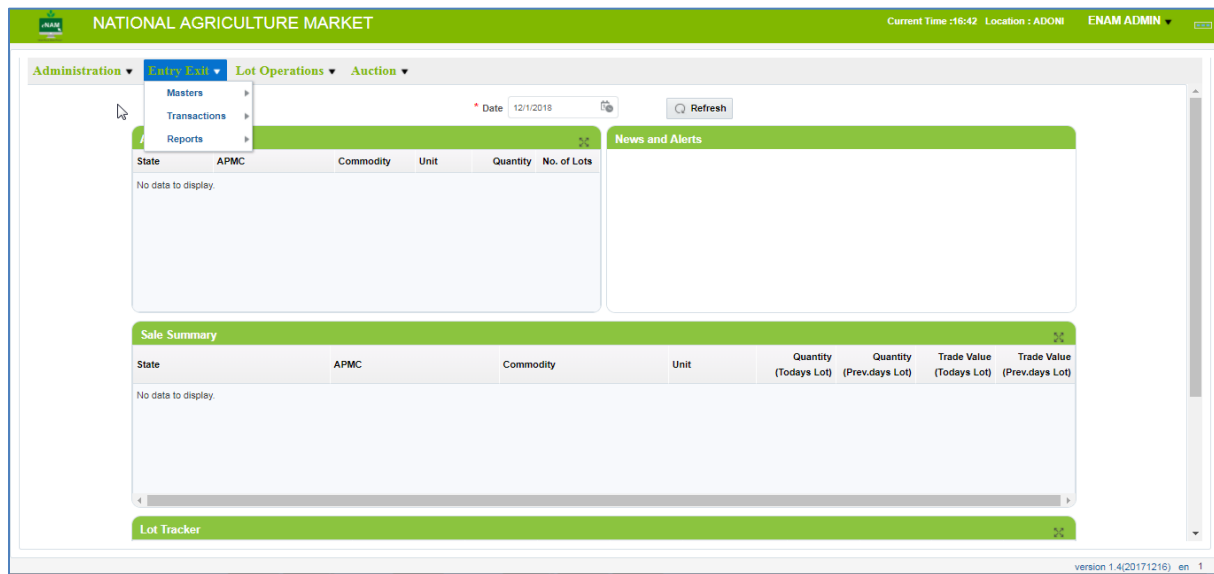 eNAM NATIONAL AGRICULTURE MARKET Current Time :16:42 Location : ADONI ENAM ADMIN
Administration Entry Exit Lot Operations Auction
Masters
Transactions
Reports
* Date 12/1/2018 Refresh
A
News and Alerts
State APMC Commodity Unit Quantity No. of Lots
No data to display.
Sale Summary
State APMC Commodity Unit Quantity (Todays Lot) Quantity (Prev.days Lot) Trade Value (Todays Lot) Trade Value (Prev.days Lot)
No data to display.
Lot Tracker
version 1.4(20171216) en 1